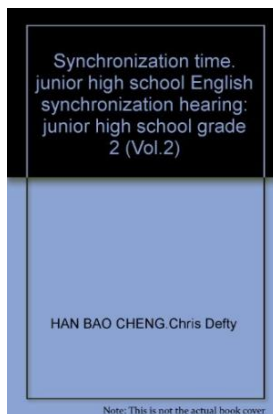 Synchronization time.
junior high school English
synchronization hearing:
junior high school grade
2 (Vol.2)
HAN BAO CHENG.Chris Defty
Note: This is not the actual book cover